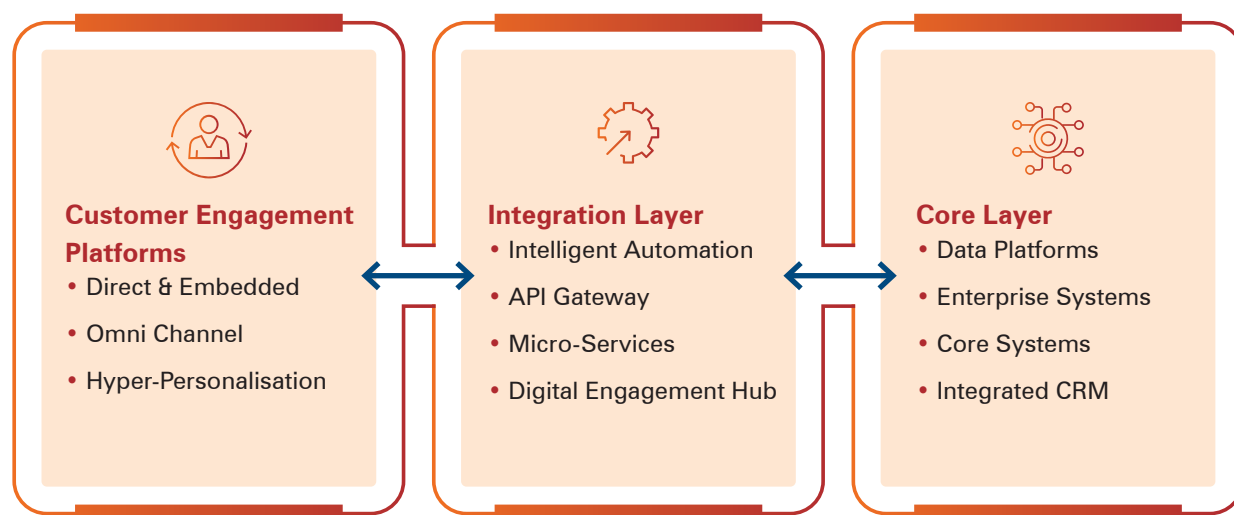 Customer Engagement
Platforms
• Direct & Embedded
• Omni Channel
• Hyper-Personalisation
Integration Layer
• Intelligent Automation
• API Gateway
• Micro-Services
• Digital Engagement Hub
Core Layer
• Data Platforms
• Enterprise Systems
• Core Systems
• Integrated CRM